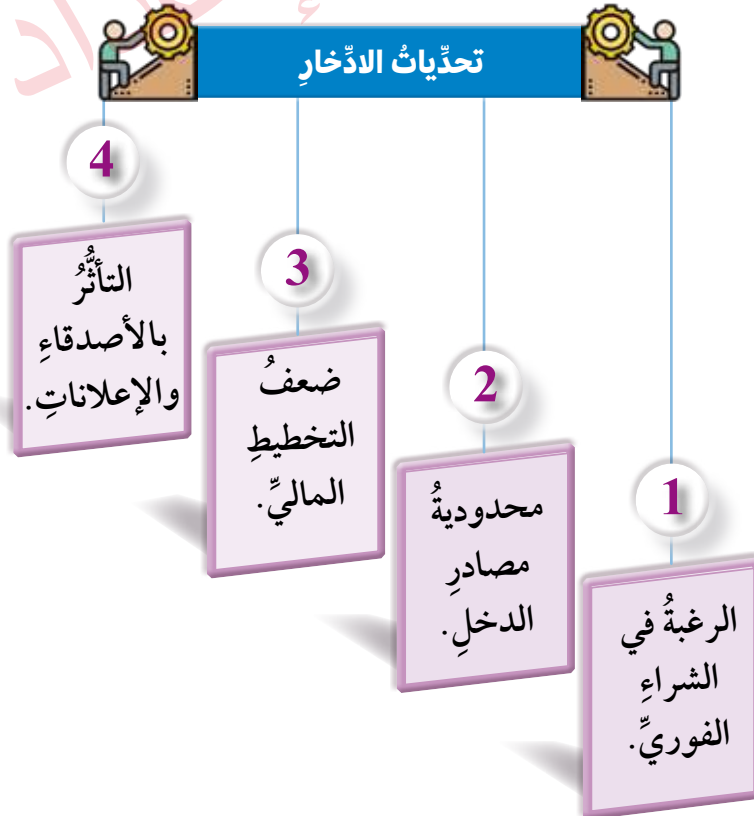 تحدِّياتُ الادِّخارِ
1
الرغبةُ في
الشراءِ
الفوريِّ.
2
محدوديةُ
مصادرِ
الدخلِ.
3
ضعفُ
التخطيطِ
الماليِّ.
4
التأثُّرُ
بالأصدقاءِ
والإعلاناتِ.